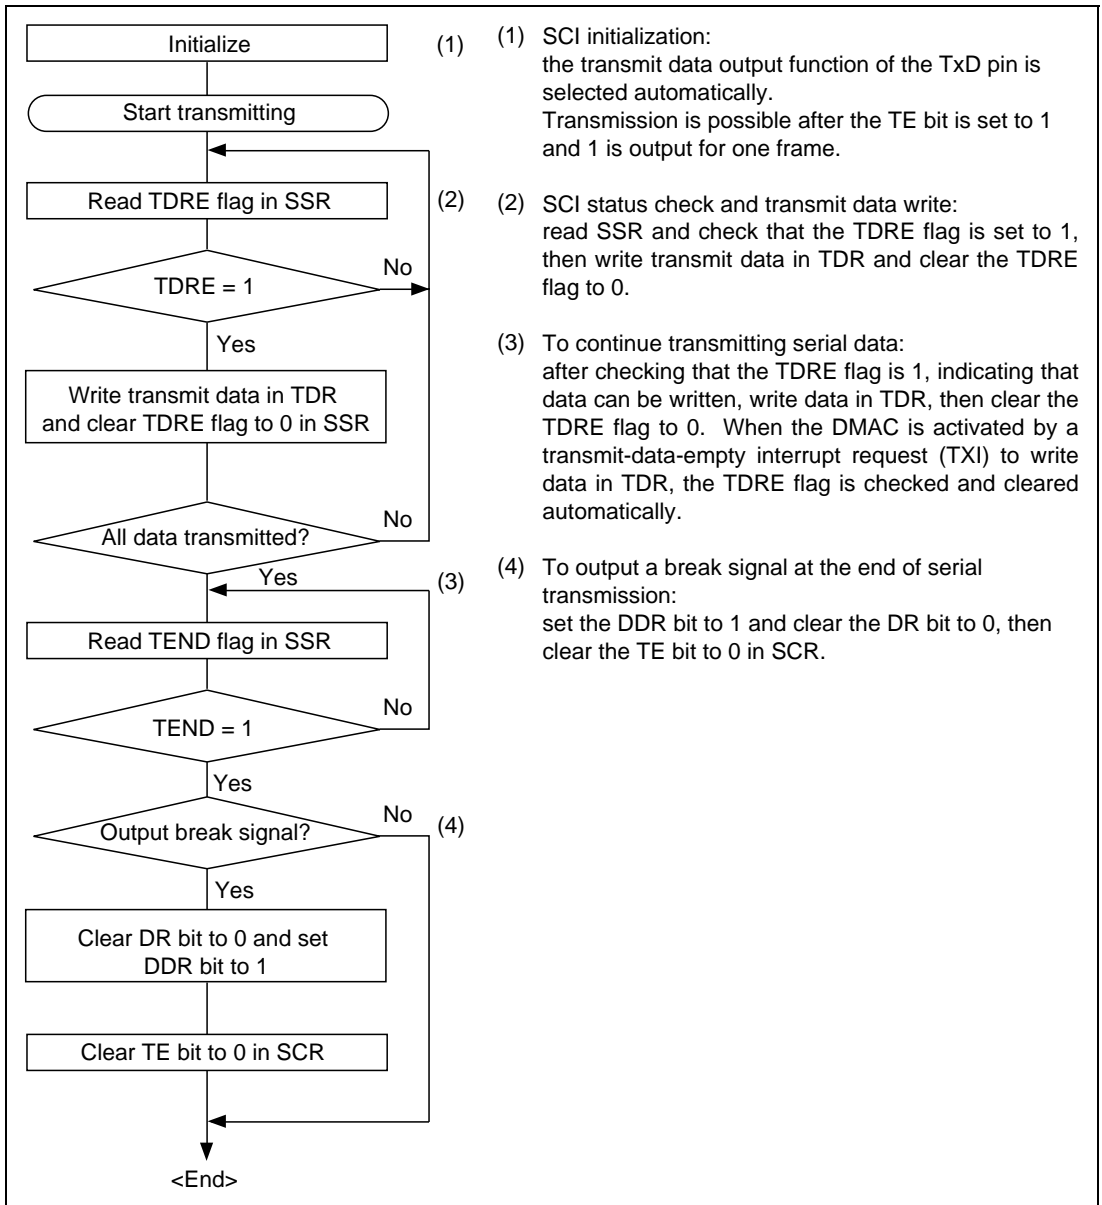 Initialize
(1)
Start transmitting
Read TDRE flag in SSR
(2)
TDRE = 1
No
Yes
Write transmit data in TDR
and clear TDRE flag to 0 in SSR
All data transmitted?
No
Yes
(3)
Read TEND flag in SSR
TEND = 1
No
Yes
Output break signal?
No
(4)
Yes
Clear DR bit to 0 and set
DDR bit to 1
Clear TE bit to 0 in SCR
<End>
(1) SCI initialization:
the transmit data output function of the TxD pin is
selected automatically.
Transmission is possible after the TE bit is set to 1
and 1 is output for one frame.
(2) SCI status check and transmit data write:
read SSR and check that the TDRE flag is set to 1,
then write transmit data in TDR and clear the TDRE
flag to 0.
(3) To continue transmitting serial data:
after checking that the TDRE flag is 1, indicating that
data can be written, write data in TDR, then clear the
TDRE flag to 0. When the DMAC is activated by a
transmit-data-empty interrupt request (TXI) to write
data in TDR, the TDRE flag is checked and cleared
automatically.
(4) To output a break signal at the end of serial
transmission:
set the DDR bit to 1 and clear the DR bit to 0, then
clear the TE bit to 0 in SCR.